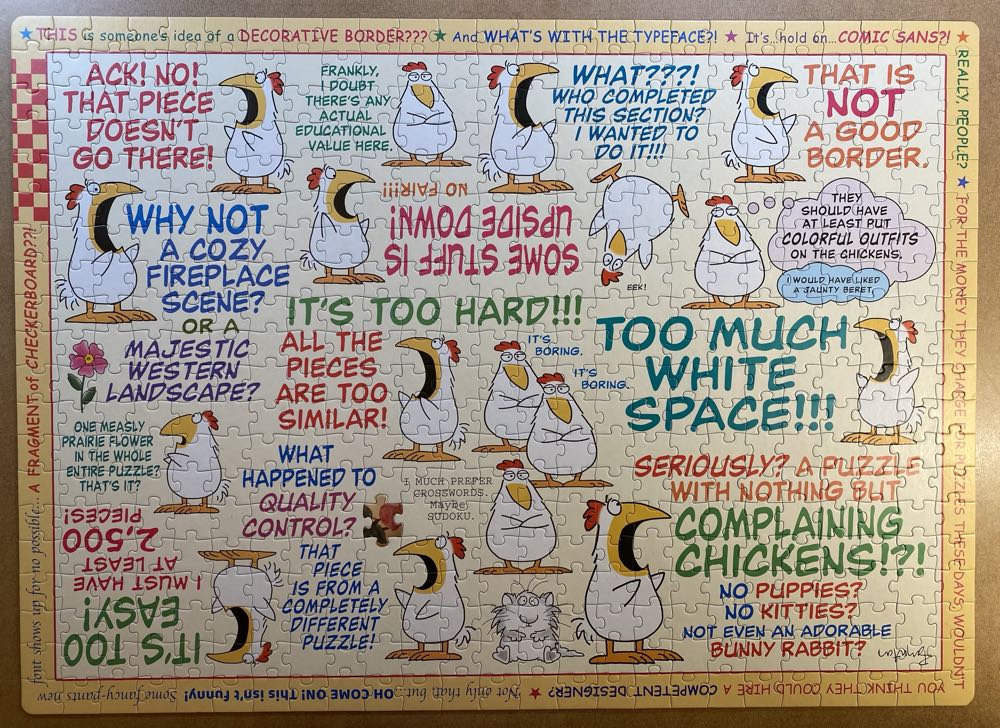 THIS is someone's idea of a DECORATIVE BORDER??? And WHAT'S WITH THE TYPEFACE?! It's...hold on...COMIC SANS?!
REALLY, PEOPLE? FOR THE MONEY THEY CHARGE FOR PUZZLES THESE DAYS, WOULDN'T
YOU THINK THEY COULD HIRE A COMPETENT DESIGNER?
OH COME ON! This isn't funny! Not only that, but...
Some fancy-pants new
font shows up for no possible... A FRAGMENT of CHECKERBOARD??!
ACK! NO!
THAT PIECE
DOESN'T
GO THERE!
FRANKLY,
I DOUBT
THERE'S ANY
ACTUAL
EDUCATIONAL
VALUE HERE.
WHAT???!
WHO COMPLETED
THIS SECTION?
I WANTED TO
DO IT!!!
THAT IS
NOT
A GOOD
BORDER.
WHY NOT
A COZY
FIREPLACE
SCENE?
OR A
MAJESTIC
WESTERN
LANDSCAPE?
SOME STUFF IS
UPSIDE DOWN!
NO FAIR!!!
EEK!
THEY
SHOULD HAVE
AT LEAST PUT
COLORFUL OUTFITS
ON THE CHICKENS.
I WOULD HAVE LIKED
A JAUNTY BERET.
IT'S TOO HARD!!!
ALL THE
PIECES
ARE TOO
SIMILAR!
IT'S
BORING.
IT'S
BORING.
TOO MUCH
WHITE
SPACE!!!
ONE MEASLY
PRAIRIE FLOWER
IN THE WHOLE
ENTIRE PUZZLE?
THAT'S IT?
WHAT
HAPPENED TO
QUALITY
CONTROL?
I MUCH PREFER
CROSSWORDS.
Maybe
SUDOKU.
SERIOUSLY? A PUZZLE
WITH NOTHING BUT
COMPLAINING
CHICKENS!?!
NO PUPPIES?
NO KITTIES?
NOT EVEN AN ADORABLE
BUNNY RABBIT?
IT'S TOO
EASY!
I MUST HAVE
AT LEAST
2,500
PIECES!
THAT
PIECE
IS FROM A
COMPLETELY
DIFFERENT
PUZZLE!